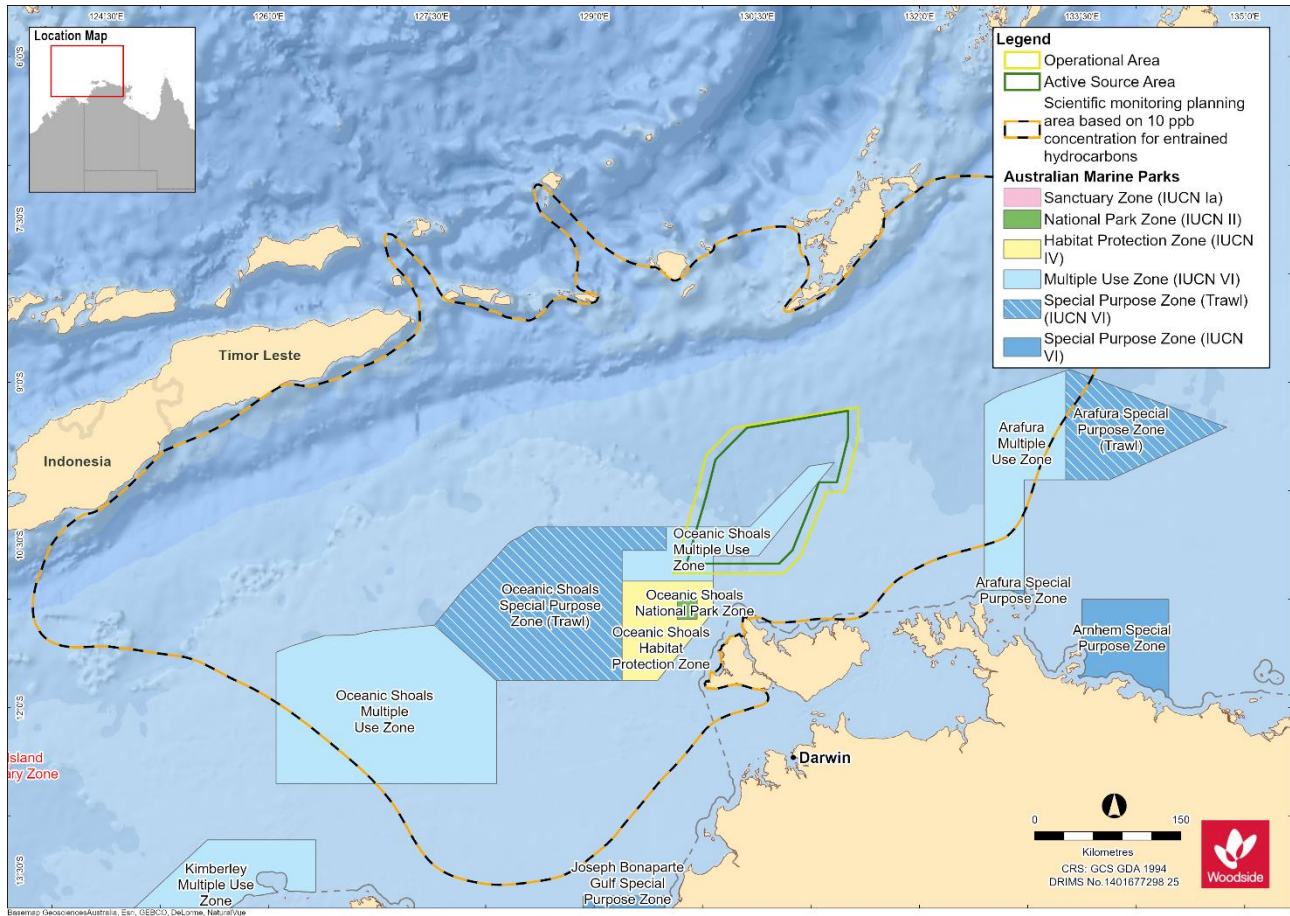 124°30'E
126°0'E
127°30'E
129°0'E
130°30'E
132°0'E
133°30'E
135°0'E
6°0'S
7°30'S
9°0'S
10°30'S
12°0'S
13°30'S
Location Map
Legend
Operational Area
Active Source Area
Scientific monitoring planning
area based on 10 ppb
concentration for entrained
hydrocarbons
Australian Marine Parks
Sanctuary Zone (IUCN Ia)
National Park Zone (IUCN II)
Habitat Protection Zone (IUCN
IV)
Multiple Use Zone (IUCN VI)
Special Purpose Zone (Trawl)
(IUCN VI)
Special Purpose Zone (IUCN
VI)
Timor Leste
Indonesia
Arafura
Multiple
Use Zone
Arafura Special
Purpose Zone
(Trawl)
Oceanic Shoals
Multiple Use
Zone
Oceanic Shoals
Special Purpose
Zone (Trawl)
Oceanic Shoals
National Park Zone
Oceanic Shoals
Habitat
Protection Zone
Arafura Special
Purpose Zone
Arnhem Special
Purpose Zone
Oceanic Shoals
Multiple
Use Zone
Island
ary Zone
Darwin
Kimberley
Multiple Use
Zone
Joseph Bonaparte
Gulf Special
Purpose Zone
0 150
Kilometres
CRS: GCS GDA 1994
DRIMS No.1401677298 25
Woodside
Basemap GeosciencesAustralia, Esri, GEBCO, DeLorme, NaturalVue